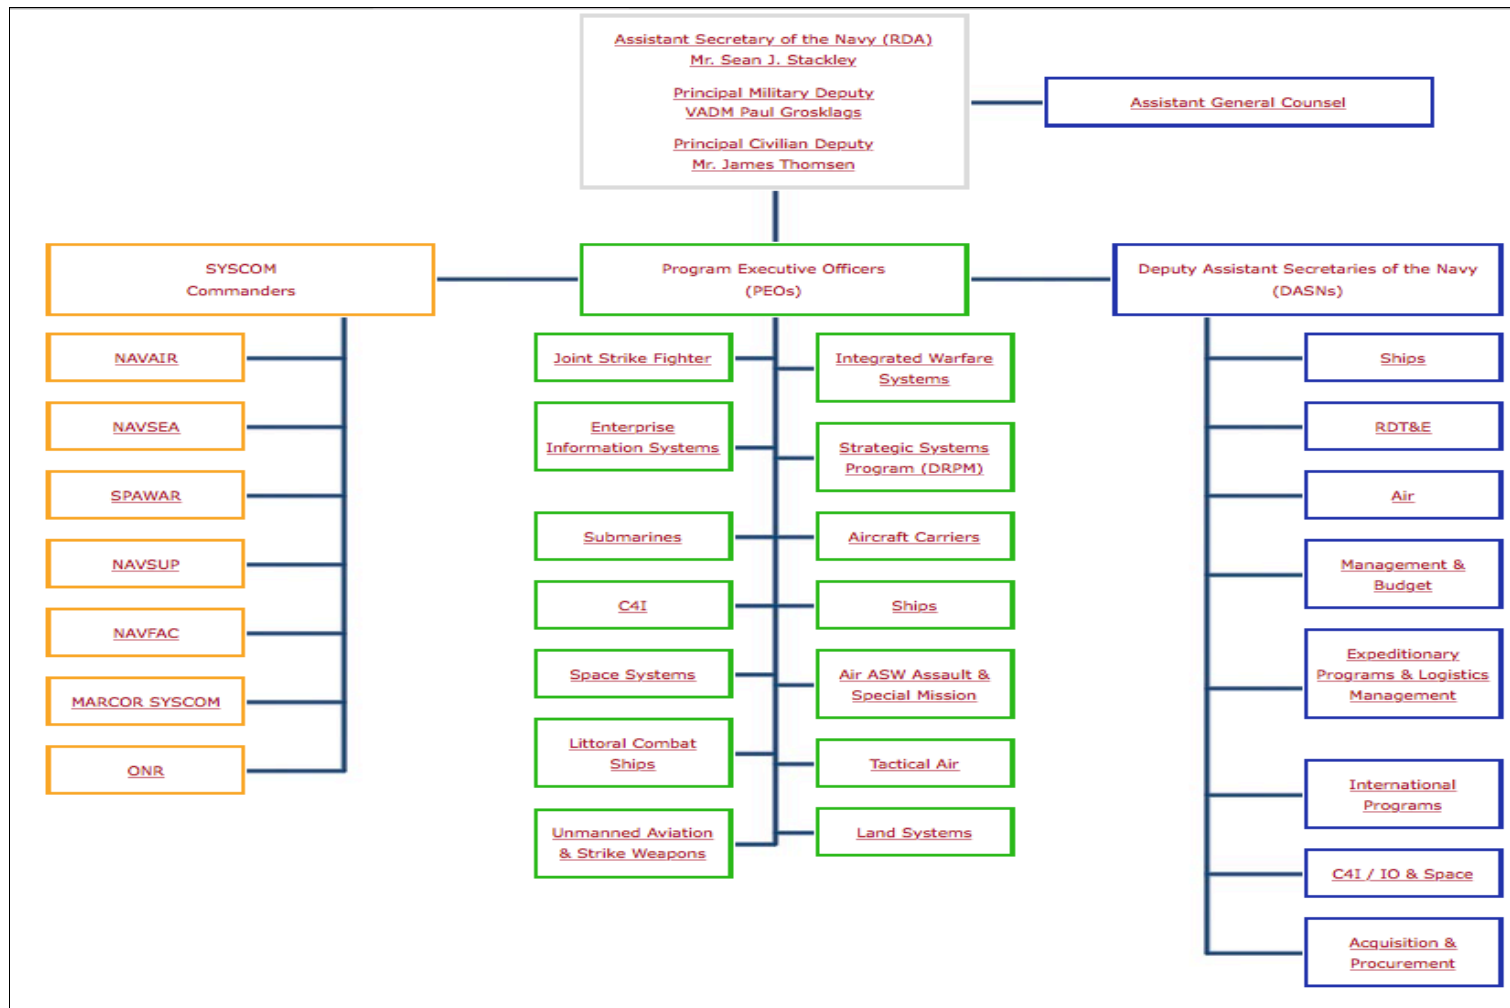 Assistant Secretary of the Navy (RDA)
Mr. Sean J. Stackley
Principal Military Deputy
VADM Paul Grosklags
Principal Civilian Deputy
Mr. James Thomsen
Assistant General Counsel
SYSCOM
Commanders
NAVAIR
NAVSEA
SPAWAR
NAVSUP
NAVFAC
MARCOR SYSCOM
ONR
Program Executive Officers
(PEOs)
Joint Strike Fighter
Enterprise
Information Systems
Submarines
C4I
Space Systems
Littoral Combat
Ships
Unmanned Aviation
& Strike Weapons
Integrated Warfare
Systems
Strategic Systems
Program (DRPM)
Aircraft Carriers
Ships
Air ASW Assault &
Special Mission
Tactical Air
Land Systems
Deputy Assistant Secretaries of the Navy
(DASNs)
Ships
RDT&E
Air
Management &
Budget
Expeditionary
Programs & Logistics
Management
International
Programs
C4I / IO & Space
Acquisition &
Procurement